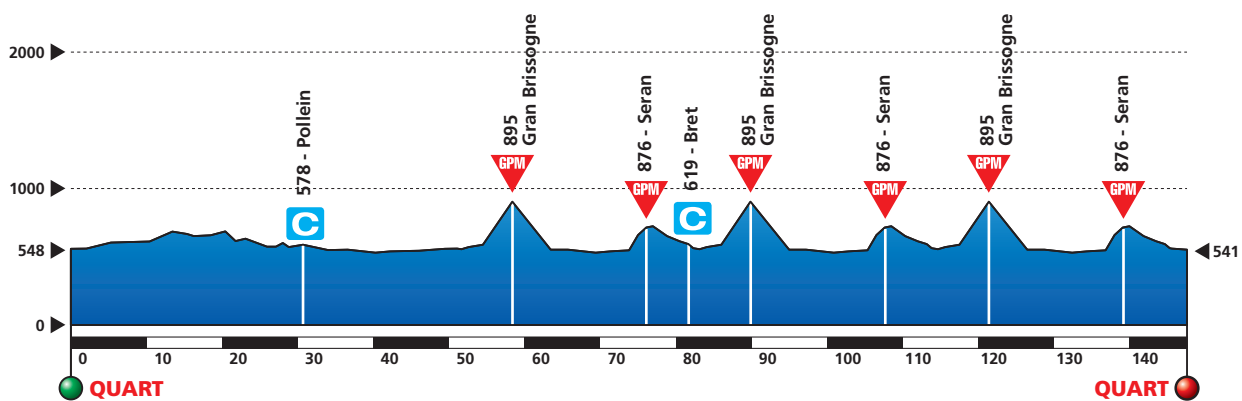 2000
1000
548
0
578 - Pollein
C
895
Gran Brissogne
GPM
876 - Seran
GPM
619 - Bret
C
895
Gran Brissogne
GPM
876 - Seran
GPM
895
Gran Brissogne
GPM
876 - Seran
GPM
541
0 10 20 30 40 50 60 70 80 90 100 110 120 130 140
QUART
QUART